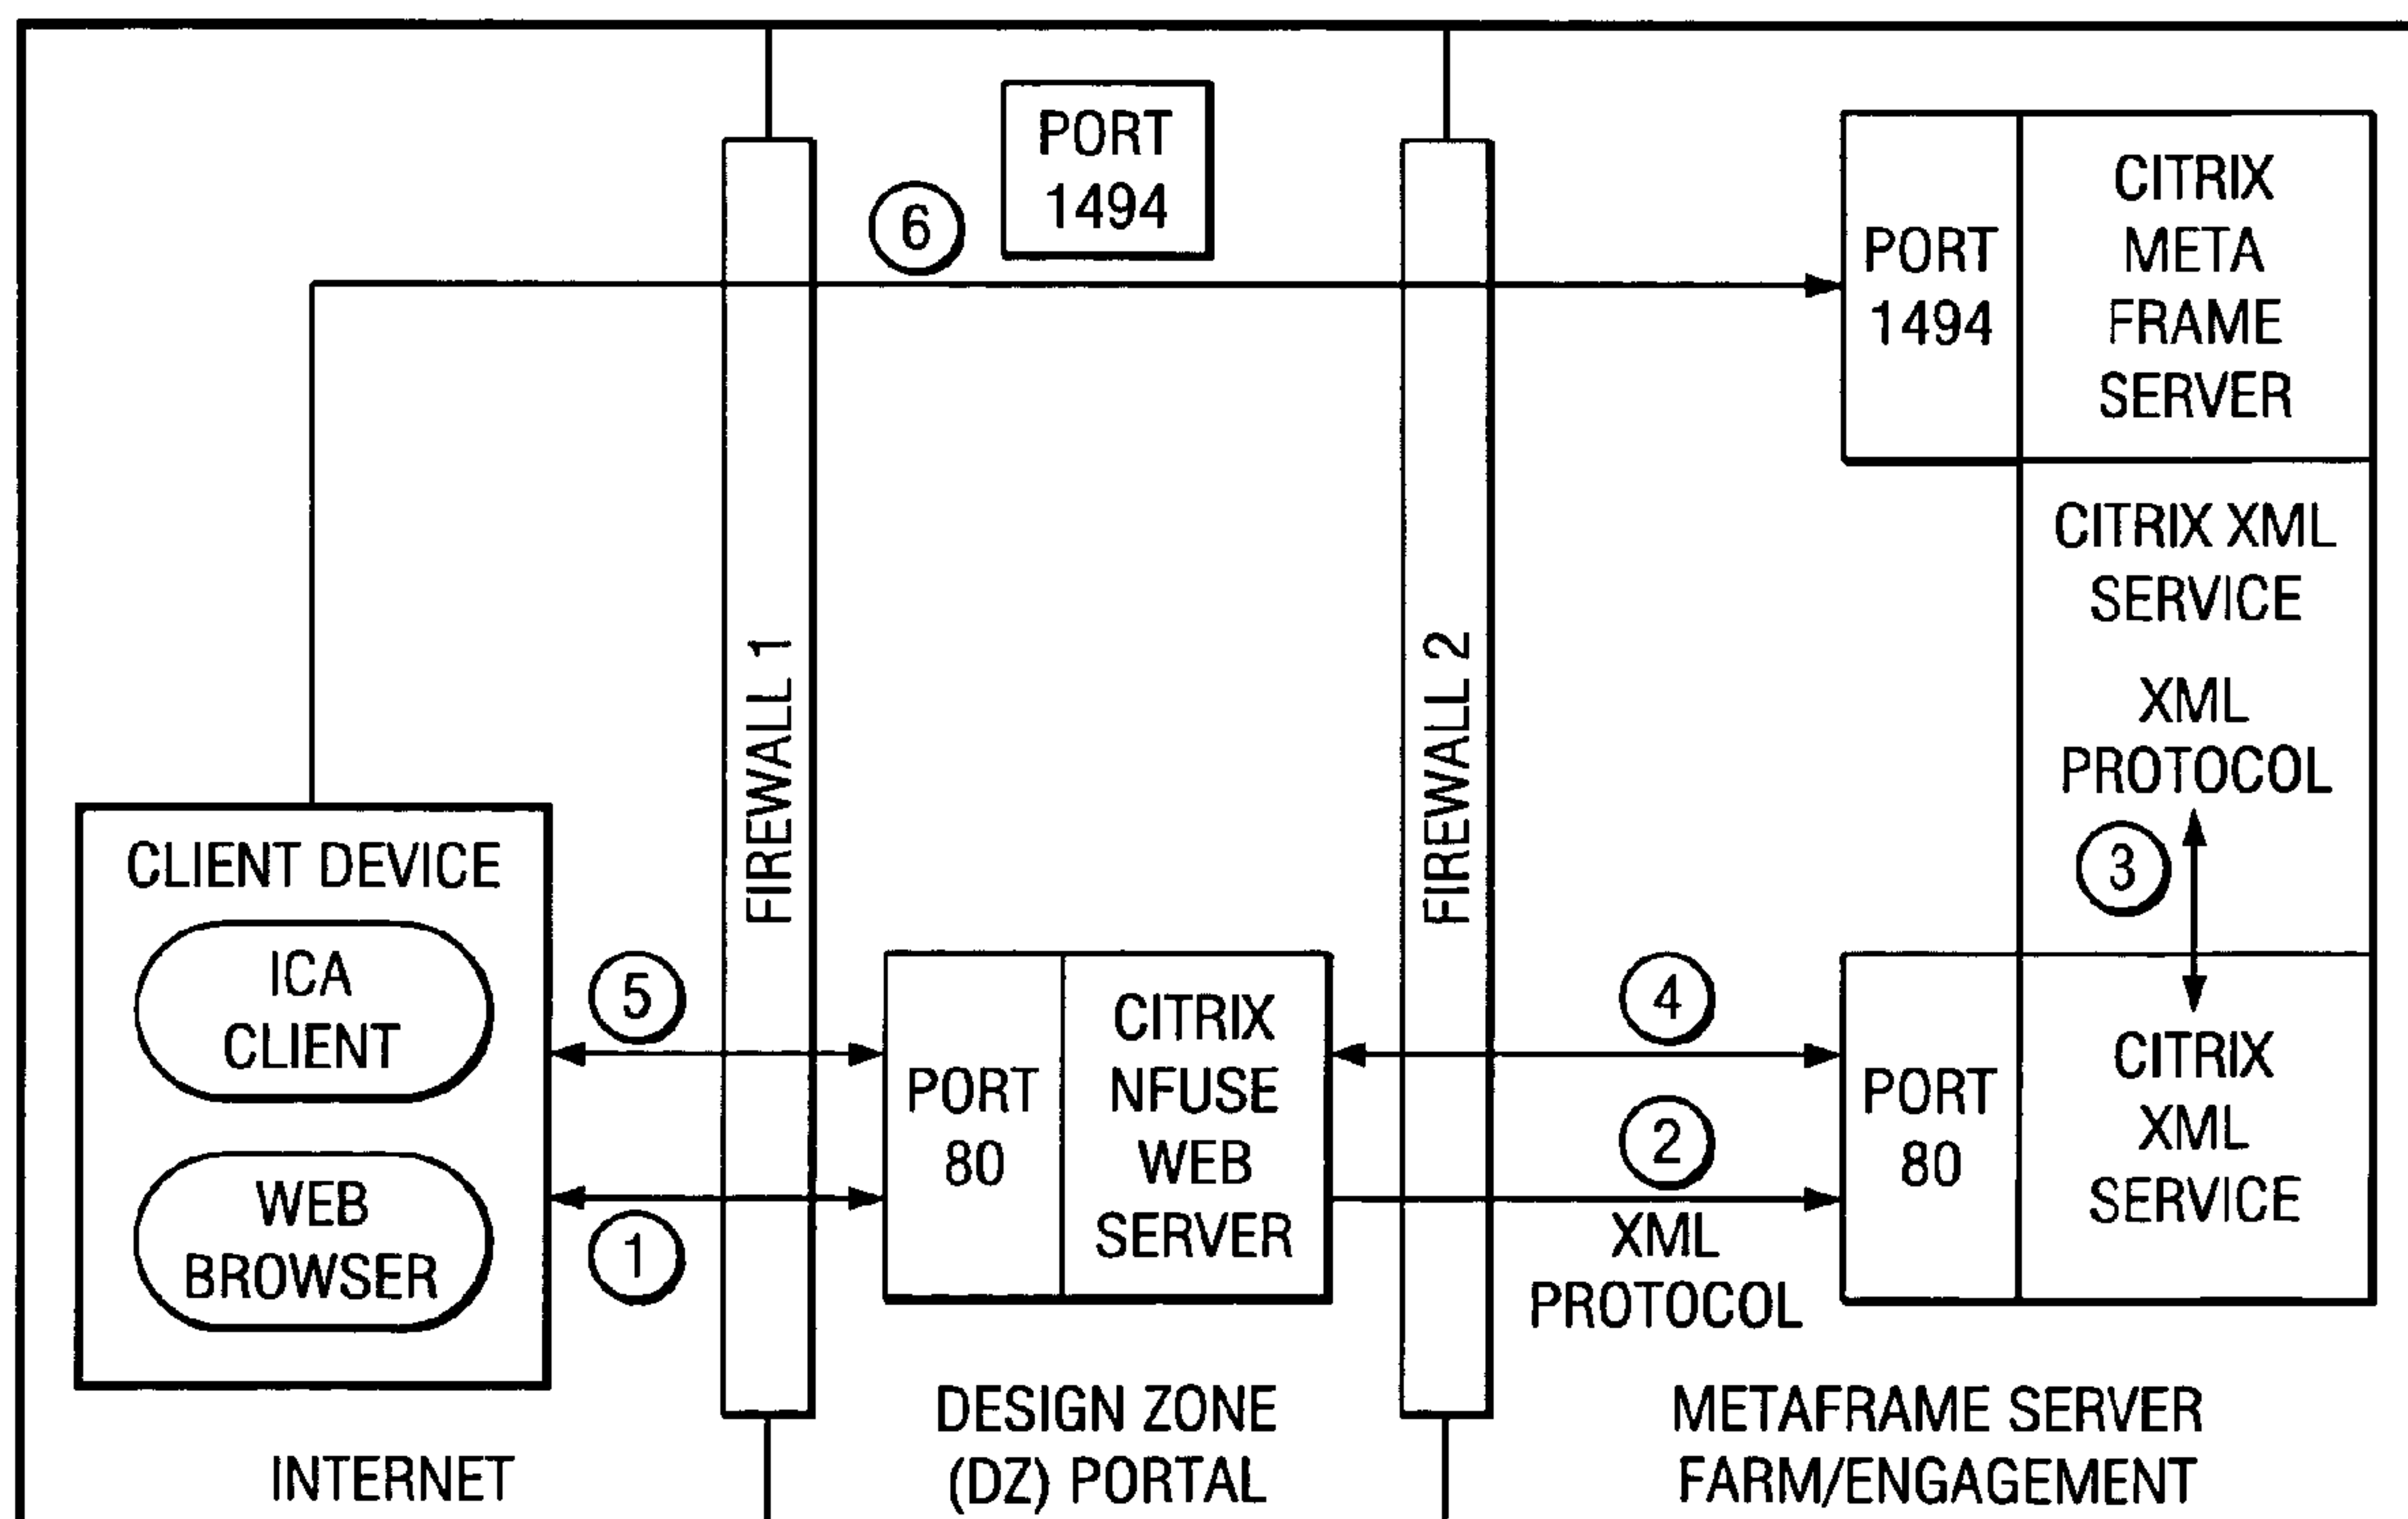 PORT
1494
6
PORT
1494
CITRIX
META
FRAME
SERVER
CITRIX XML
SERVICE
XML
PROTOCOL
3
FIREWALL 1
FIREWALL 2
CLIENT DEVICE
ICA
CLIENT
WEB
BROWSER
5
1
PORT
80
CITRIX
NFUSE
WEB
SERVER
4
2
XML
PROTOCOL
PORT
80
CITRIX
XML
SERVICE
INTERNET
DESIGN ZONE
(DZ) PORTAL
METAFRAME SERVER
FARM/ENGAGEMENT